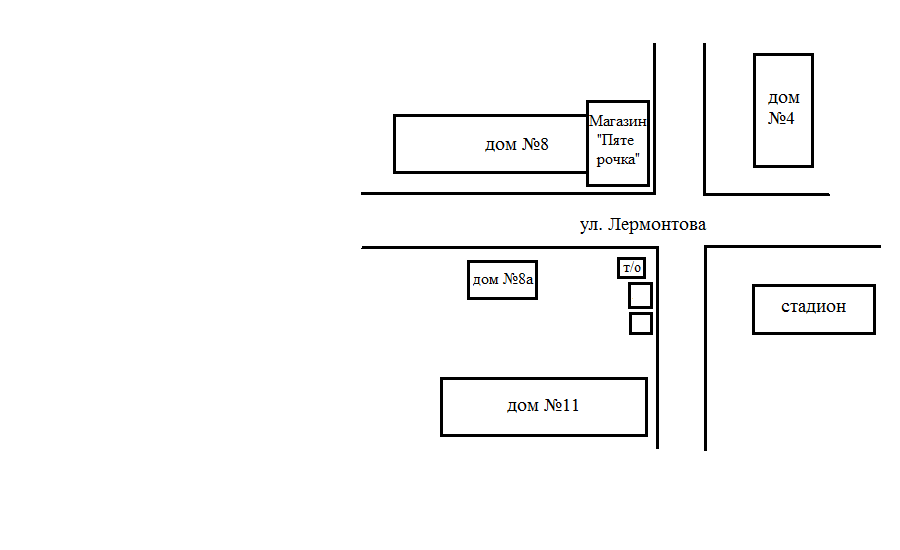 дом
№4
Магазин
"Пяте
рочка"
дом №8
ул. Лермонтова
т/о
дом №8а
стадион
дом №11